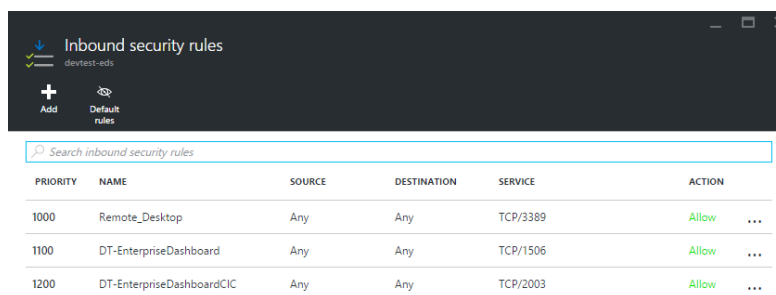 Inbound security rules
devtest-eds
Add
Default
rules
Search inbound security rules
PRIORITY NAME SOURCE DESTINATION SERVICE ACTION
1000 Remote_Desktop Any Any TCP/3389 Allow ...
1100 DT-EnterpriseDashboard Any Any TCP/1506 Allow ...
1200 DT-EnterpriseDashboardCIC Any Any TCP/2003 Allow ...